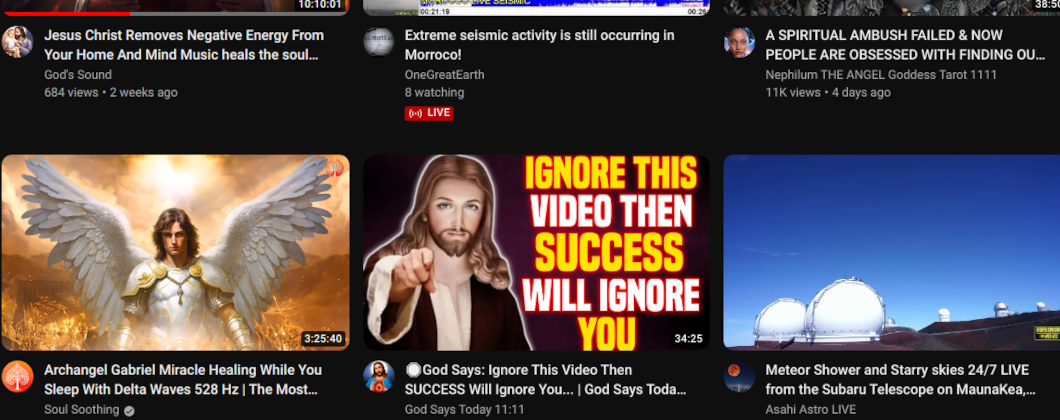 10:10:01
MOROCCO LIVE SEISMIC
00:21:18
00:26
38:50
Jesus Christ Removes Negative Energy From
Your Home And Mind Music heals the soul...
God's Sound
684 views • 2 weeks ago
Extreme seismic activity is still occurring in
Morroco!
OneGreatEarth
8 watching
LIVE
A SPIRITUAL AMBUSH FAILED & NOW
PEOPLE ARE OBSESSED WITH FINDING OU...
Nephilum THE ANGEL Goddess Tarot 1111
11K views • 4 days ago
3:25:40
IGNORE THIS
VIDEO THEN
SUCCESS
WILL IGNORE
YOU
34:25
Archangel Gabriel Miracle Healing While You
Sleep With Delta Waves 528 Hz | The Most...
Soul Soothing
God Says: Ignore This Video Then
SUCCESS Will Ignore You... | God Says Toda...
God Says Today 11:11
Meteor Shower and Starry skies 24/7 LIVE
from the Subaru Telescope on MaunaKea,...
Asahi Astro LIVE